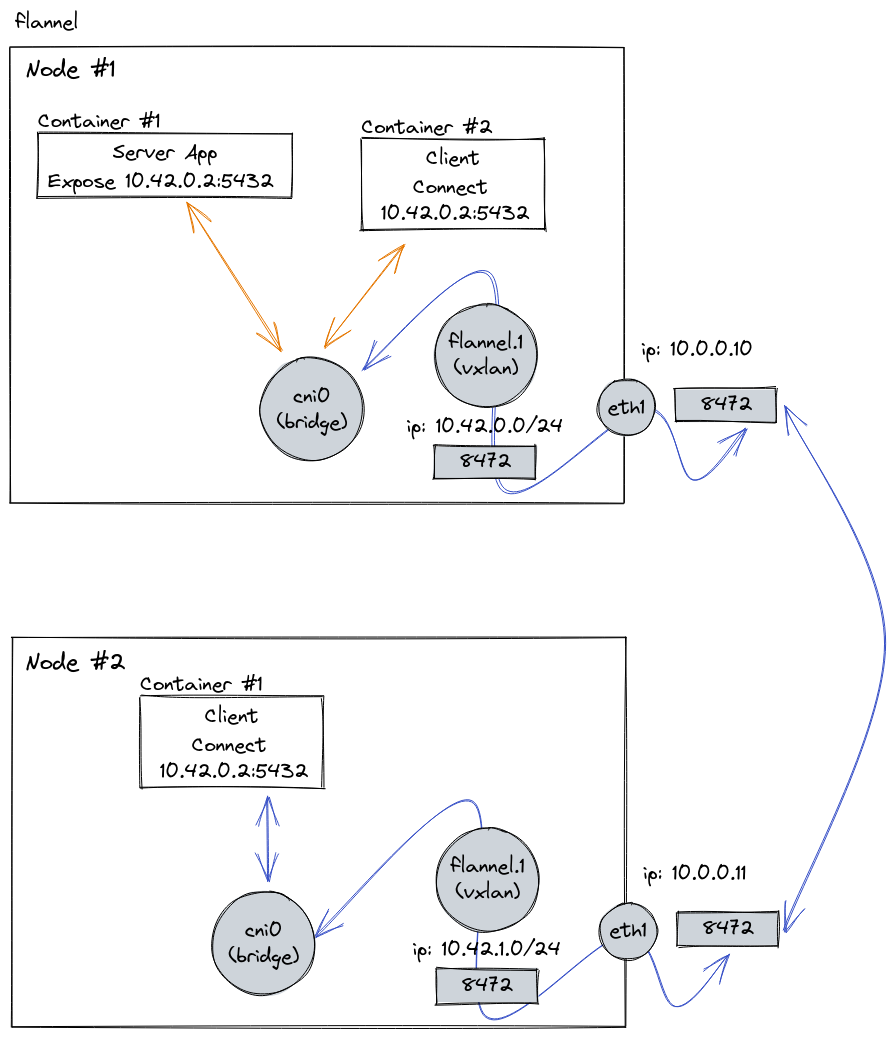 flannel
Node #1
Container #1
Server App
Expose 10.42.0.2:5432
Container #2
Client
Connect
10.42.0.2:5432
cni0
(bridge)
flannel.1
(vxlan)
ip: 10.42.0.0/24
8472
eth1
ip: 10.0.0.10
8472
Node #2
Container #1
Client
Connect
10.42.0.2:5432
cni0
(bridge)
flannel.1
(vxlan)
ip: 10.42.1.0/24
8472
eth1
ip: 10.0.0.11
8472